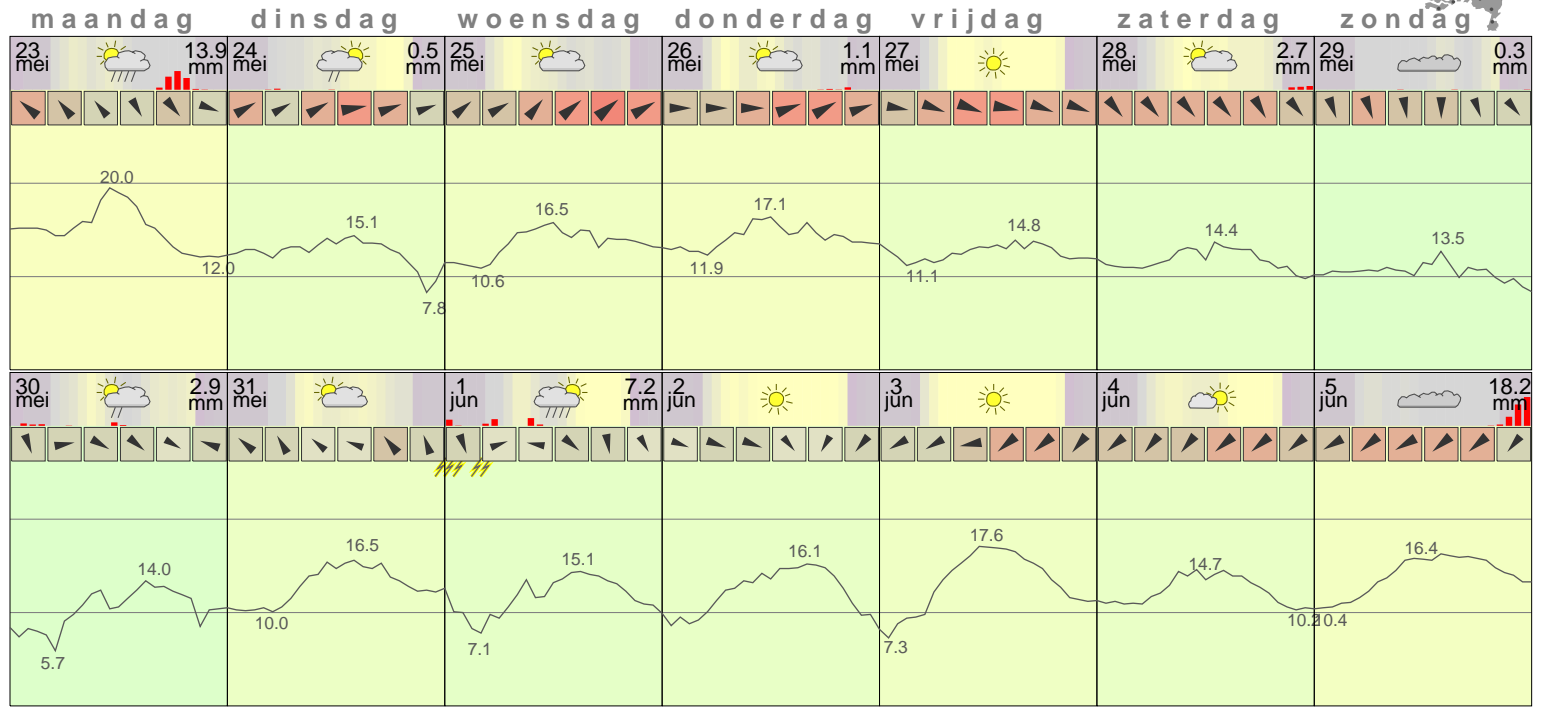 maandag dinsdag woensdag donderdag vrijdag zaterdag zondag
23 mei 13.9 mm 24 mei 0.5 mm 25 mei 26 mei 1.1 mm 27 mei 28 mei 2.7 mm 29 mei 0.3 mm
20.0 12.0 15.1 7.8 10.6 16.5 11.9 17.1 11.1 14.8 14.4 13.5
30 mei 2.9 mm 31 mei 1 jun 7.2 mm 2 jun 3 jun 4 jun 5 jun 18.2 mm
5.7 14.0 10.0 16.5 7.1 15.1 16.1 7.3 17.6 14.7 10.2 10.4 16.4